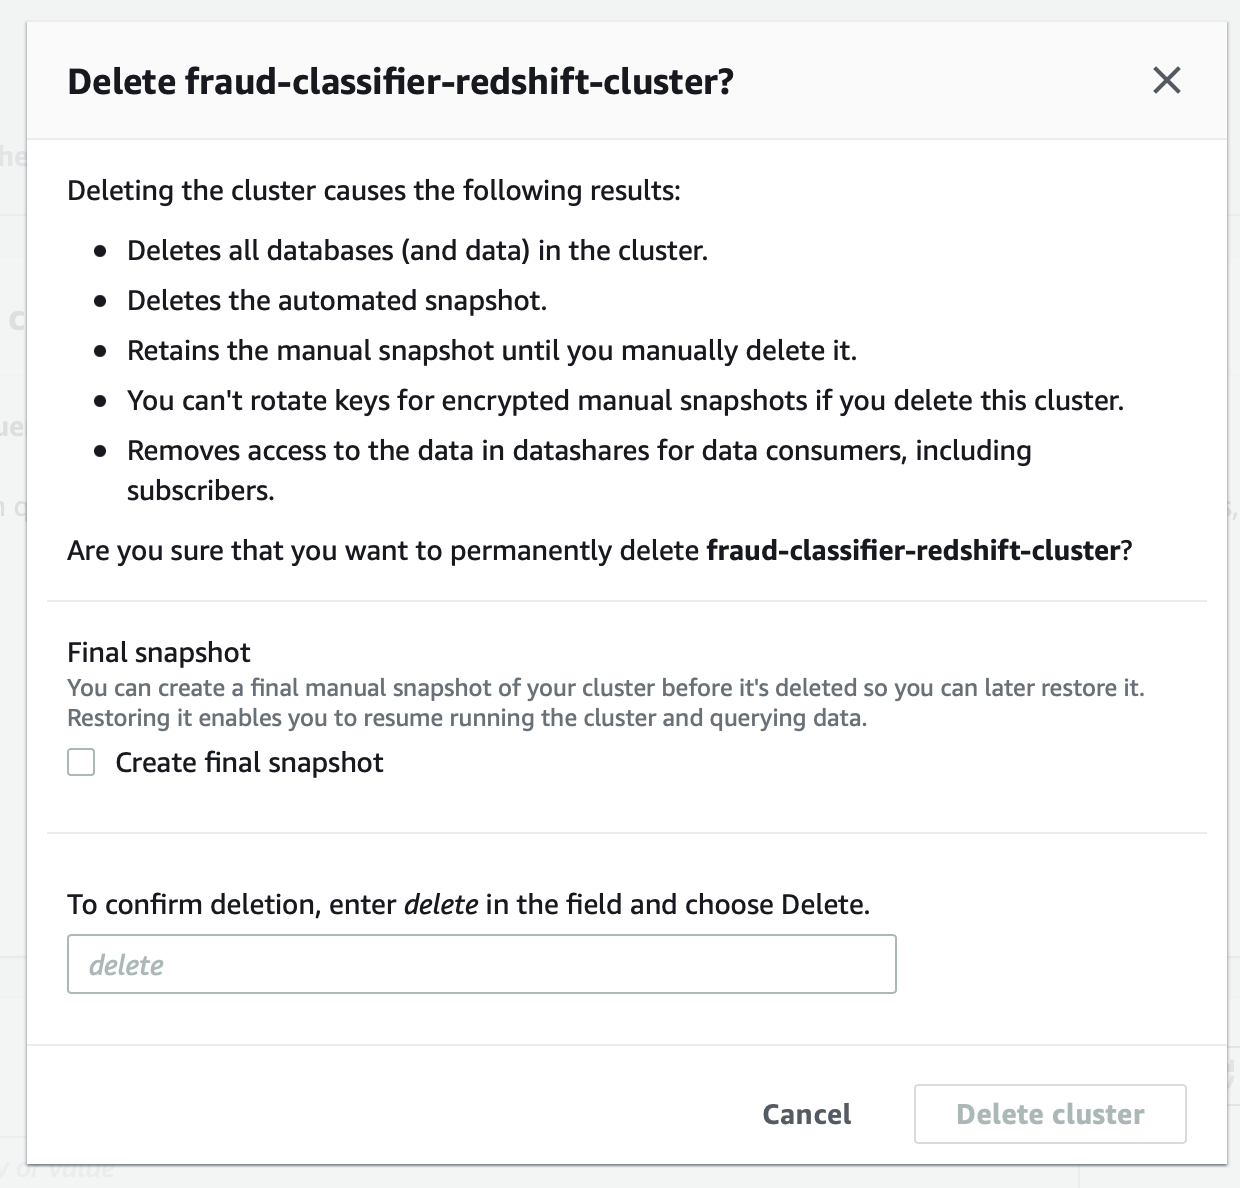 Delete fraud-classifier-redshift-cluster?
Deleting the cluster causes the following results:
Deletes all databases (and data) in the cluster.
Deletes the automated snapshot.
Retains the manual snapshot until you manually delete it.
You can't rotate keys for encrypted manual snapshots if you delete this cluster.
Removes access to the data in datashares for data consumers, including
subscribers.
Are you sure that you want to permanently delete fraud-classifier-redshift-cluster?
Final snapshot
You can create a final manual snapshot of your cluster before it's deleted so you can later restore it.
Restoring it enables you to resume running the cluster and querying data.
Create final snapshot
To confirm deletion, enter delete in the field and choose Delete.
delete
Cancel
Delete cluster